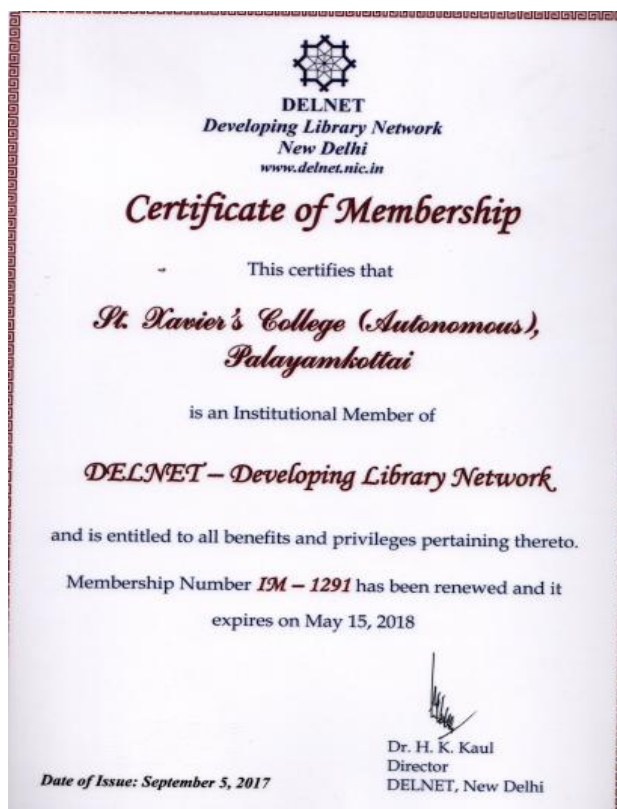 DELNET
Developing Library Network
New Delhi
www.delnet.nic.in
Certificate of Membership
This certifies that
St. Xavier's College (Autonomous),
Palayamkottai
is an Institutional Member of
DELNET – Developing Library Network
and is entitled to all benefits and privileges pertaining thereto.
Membership Number IM – 1291 has been renewed and it
expires on May 15, 2018
Dr. H. K. Kaul
Director
DELNET, New Delhi
Date of Issue: September 5, 2017